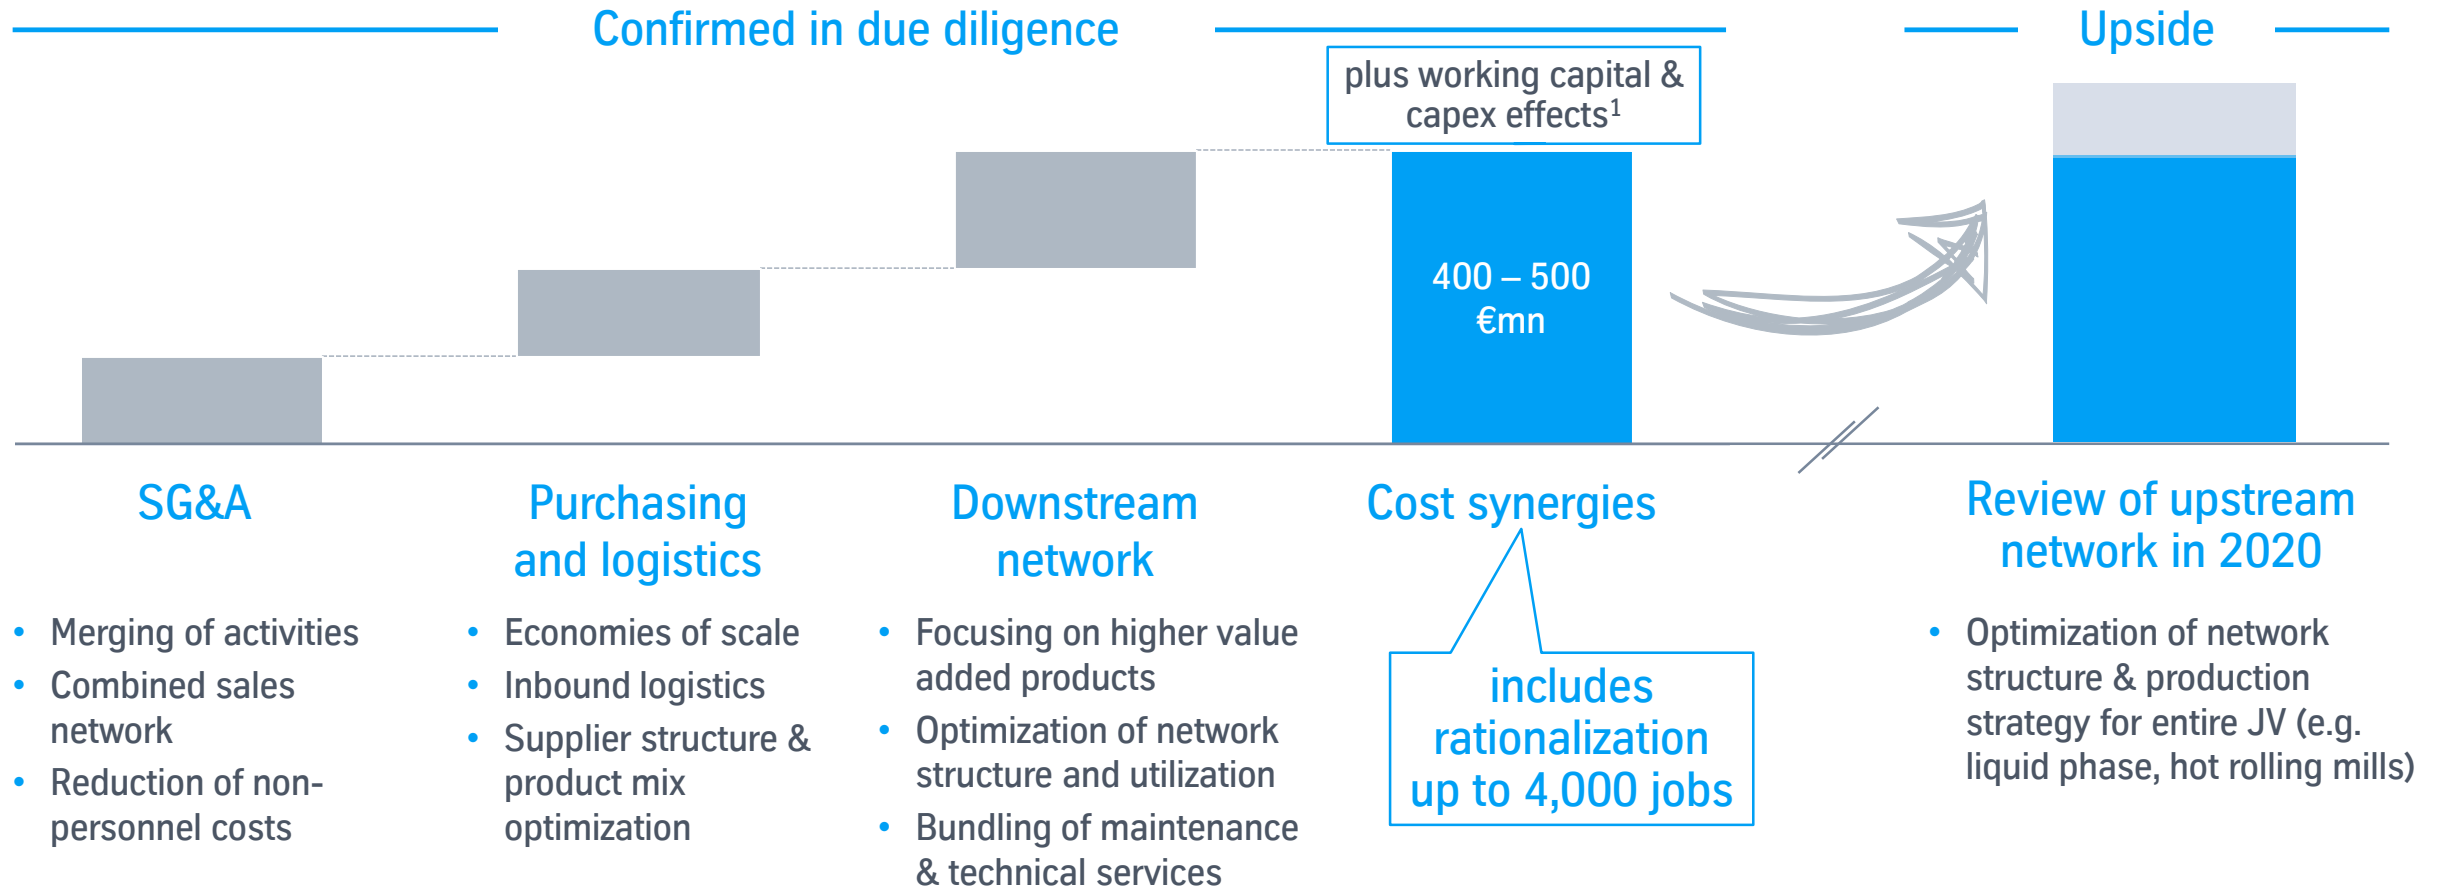 Confirmed in due diligence
Upside
plus working capital &
capex effects¹
400 – 500
€mn
SG&A
• Merging of activities
• Combined sales
network
• Reduction of non-
personnel costs
Purchasing
and logistics
• Economies of scale
• Inbound logistics
• Supplier structure &
product mix
optimization
Downstream
network
• Focusing on higher value
added products
• Optimization of network
structure and utilization
• Bundling of maintenance
& technical services
Cost synergies
includes
rationalization
up to 4,000 jobs
Review of upstream
network in 2020
• Optimization of network
structure & production
strategy for entire JV (e.g.
liquid phase, hot rolling mills)